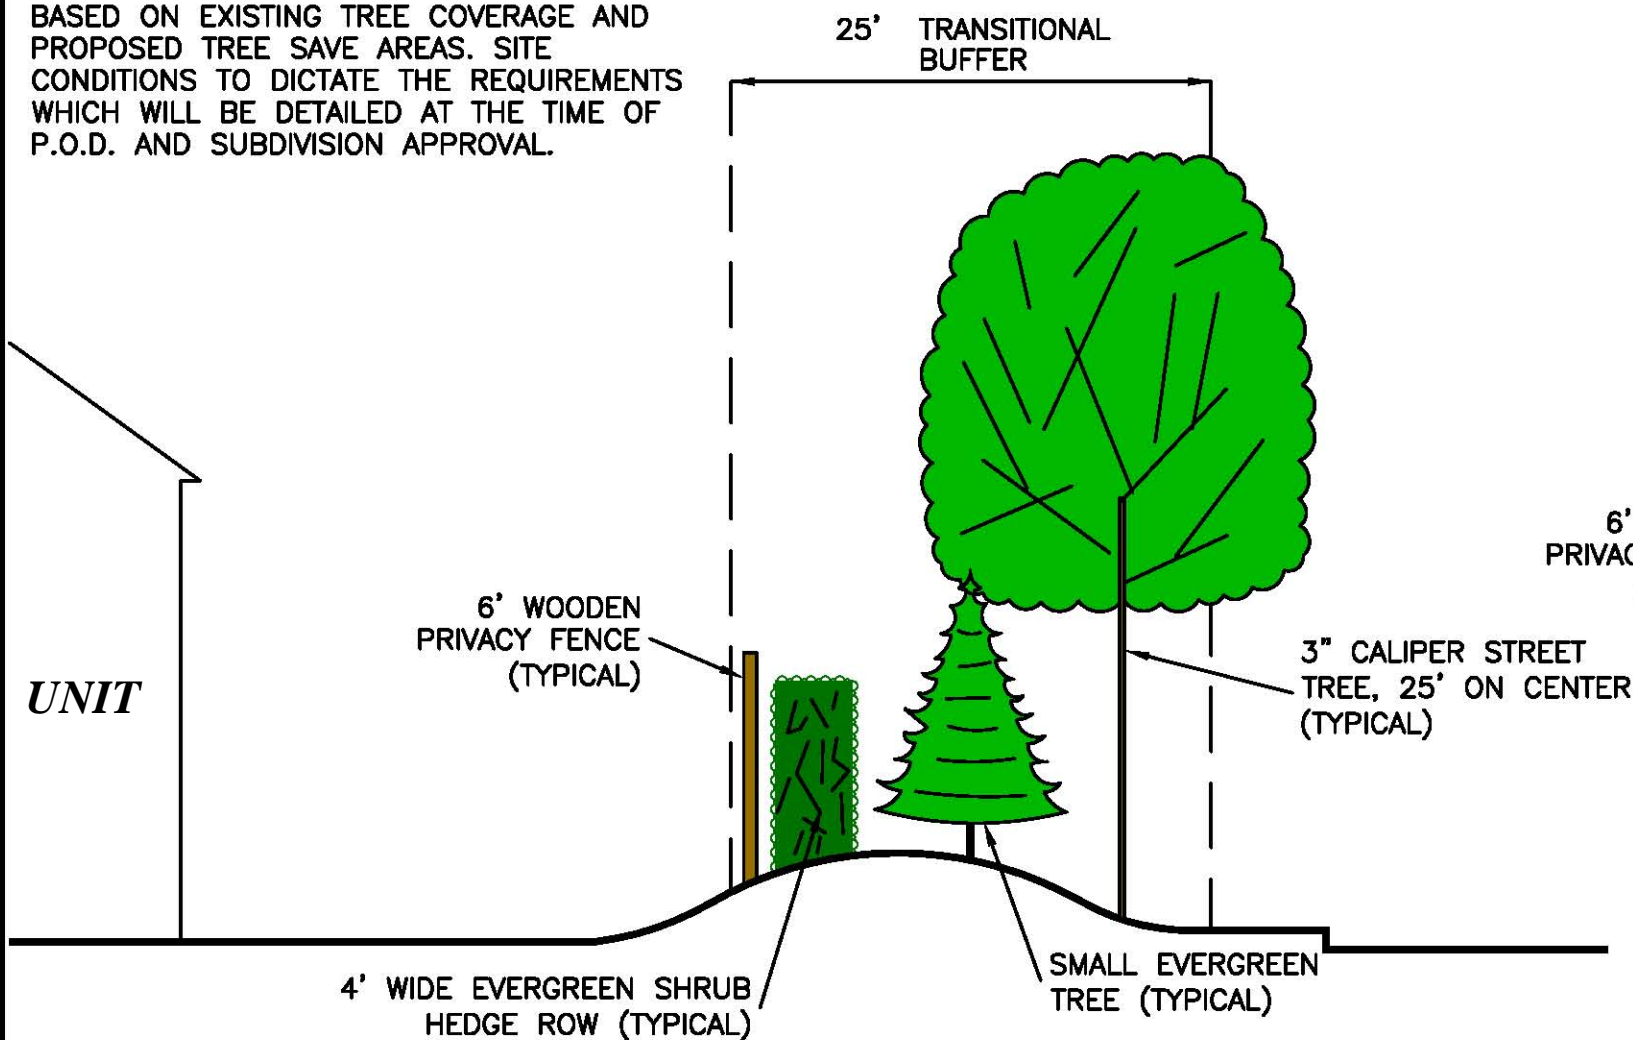 BASED ON EXISTING TREE COVERAGE AND
PROPOSED TREE SAVE AREAS. SITE
CONDITIONS TO DICTATE THE REQUIREMENTS
WHICH WILL BE DETAILED AT THE TIME OF
P.O.D. AND SUBDIVISION APPROVAL.
25' TRANSITIONAL
BUFFER
6'
PRIVAC
6' WOODEN
PRIVACY FENCE
(TYPICAL)
3" CALIPER STREET
TREE, 25' ON CENTER
(TYPICAL)
UNIT
4' WIDE EVERGREEN SHRUB
HEDGE ROW (TYPICAL)
SMALL EVERGREEN
TREE (TYPICAL)